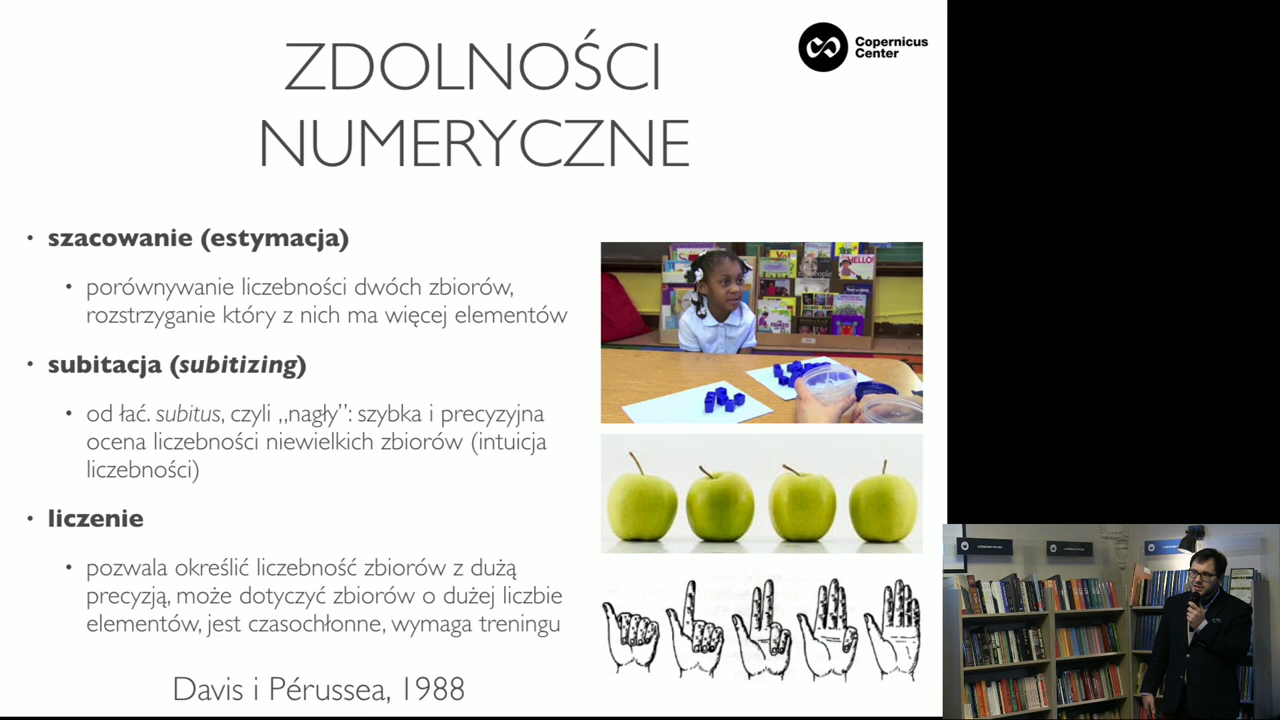 ZDOLNOŚCI
NUMERYCZNE
Copernicus
Center
• szacowanie (estymacja)
• porównywanie liczebności dwóch zbiorów,
rozstrzyganie który z nich ma więcej elementów
• subitacja (subitizing)
• od łać. subitus, czyli „nagły”: szybka i precyzyjna
ocena liczebności niewielkich zbiorów (intuicja
liczebności)
• liczenie
• pozwala określić liczebność zbiorów z dużą
precyzją, może dotyczyć zbiorów o dużej liczbie
elementów, jest czasochłonne, wymaga treningu
Davis i Pérussea, 1988